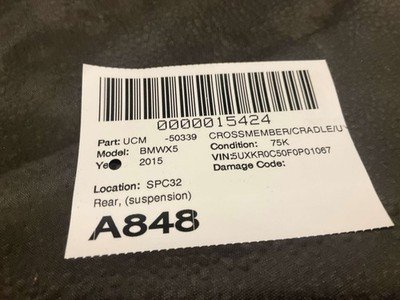 0000015424
Part: UCM -50339 CROSSMEMBER/CRADLE/U
Model: BMWX5 Condition: 75K
2015 VIN:5UXKR0C50F0P01067
Damage Code:
Location: SPC32
Rear, (suspension)
A848